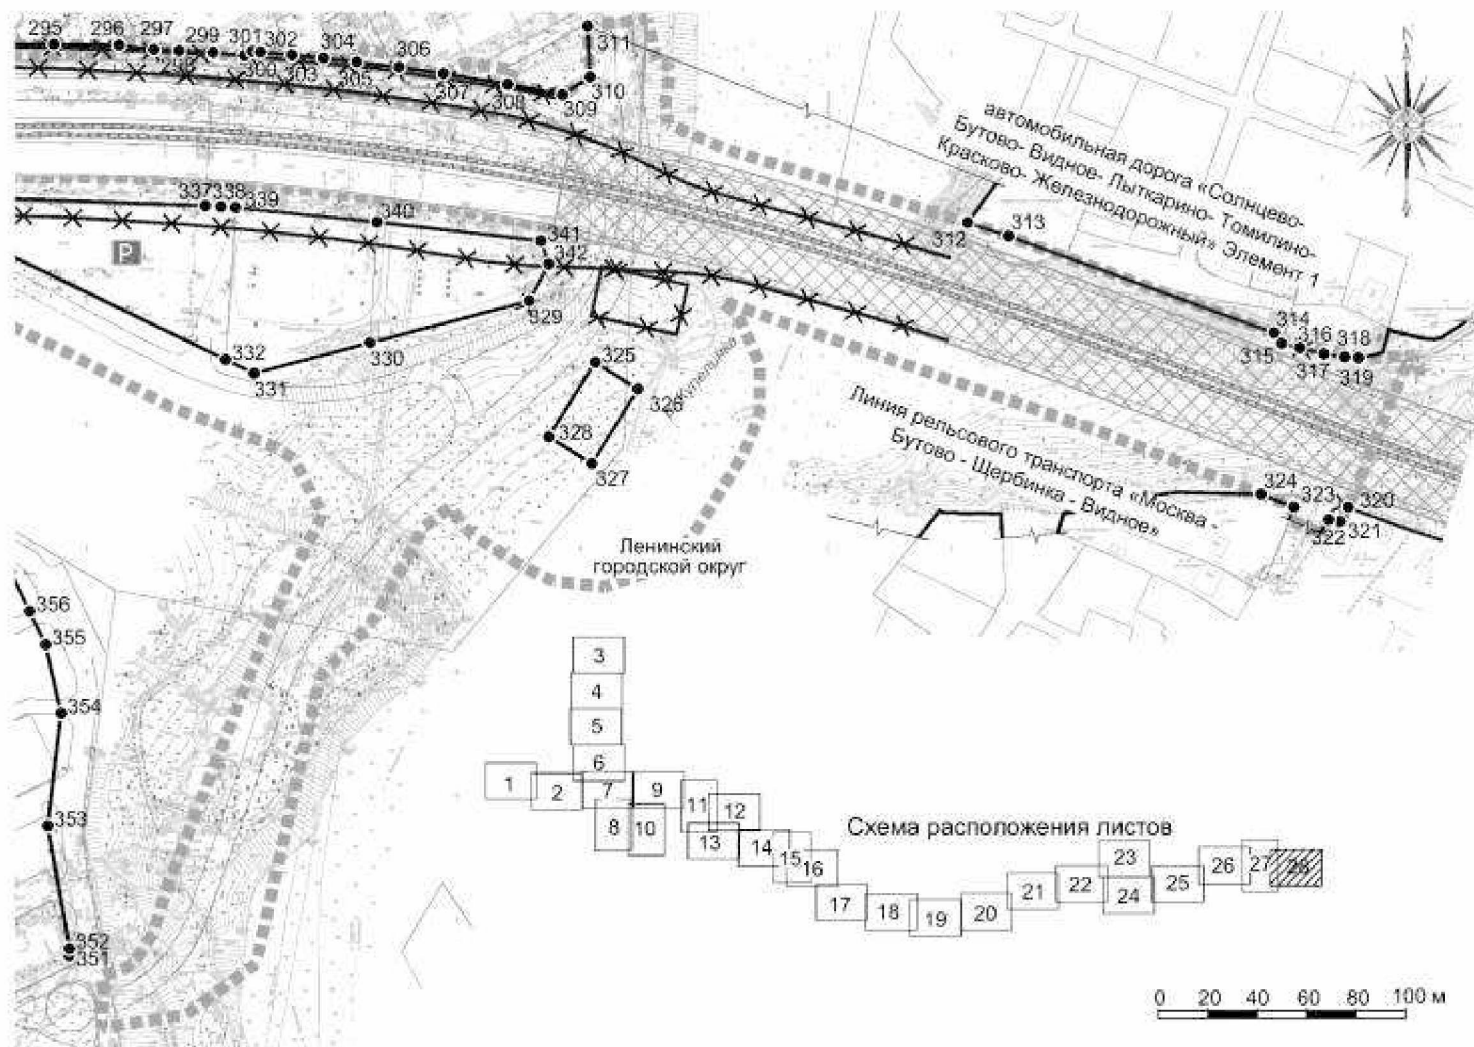 295 296 297 299 301 302 304 306
300 303 305 307 308 309 310 311
автомобильная дорога «Солнцево-
Бутово- Видное- Лыткарино- Томилино-
Красково- Железнодорожный» Элемент 1
337 338 339 340 341 342
P
312 313
314 315 316 317 318 319
329 330 331 332
325 326 327 328
Линия рельсового транспорта «Москва -
Бутово - Щербинка - Видное»
324 323 322 321 320
Ленинский
городской округ
356
355
354
353
352
351
3
4
5
6
1 2 7 9 11 12
8 10 13 14 15 16
Схема расположения листов
17 18 19 20 21 22 23 24 25 26 27 28
0 20 40 60 80 100 м